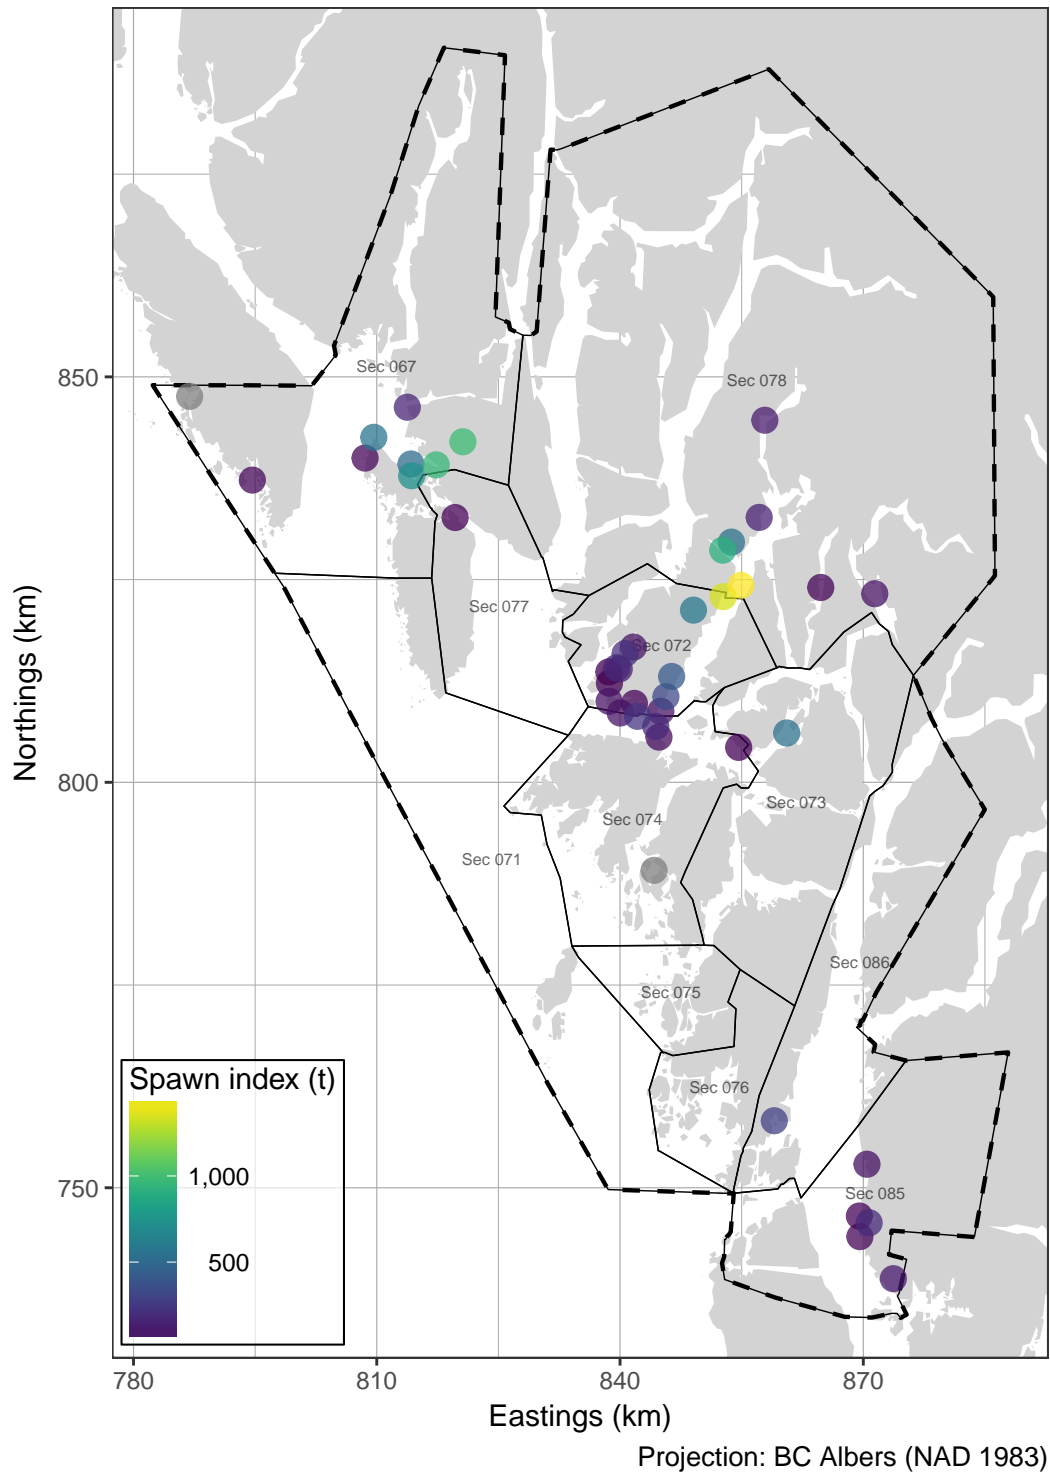 Sec 067
850
Sec 078
Sec 077
Sec 072
800
Sec 073
Sec 074
Sec 071
Sec 086
Sec 075
Sec 076
Spawn index (t)
1,000
500
750
Sec 085
780
810
840
870
Northings (km)
Eastings (km)
Projection: BC Albers (NAD 1983)